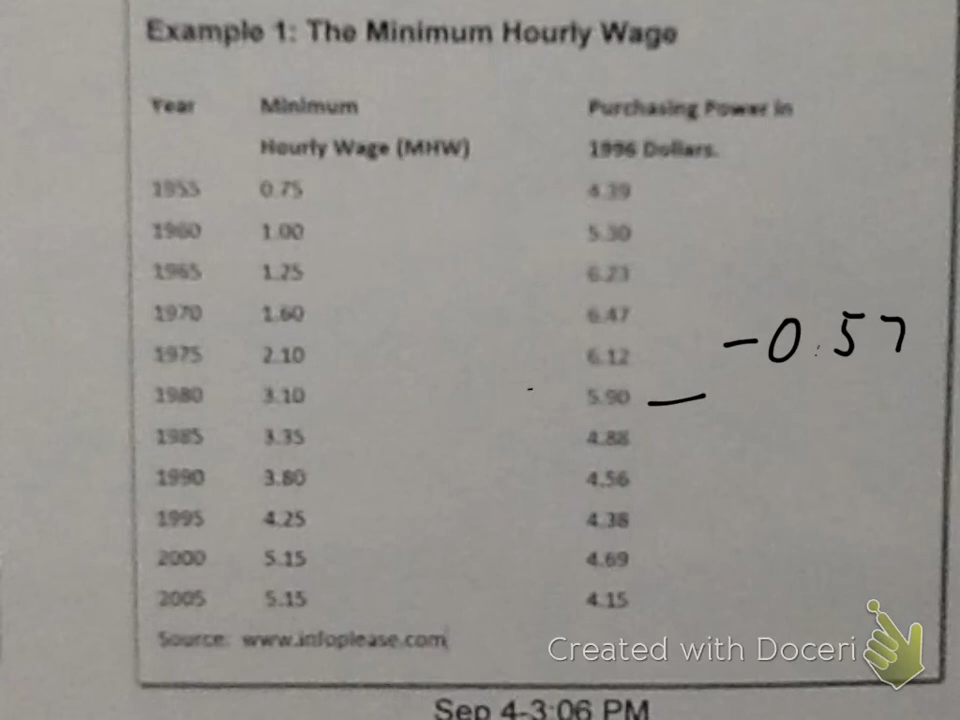 Example 1: The Minimum Hourly Wage
Year Minimum Purchasing Power in
Hourly Wage (MHW) 1996 Dollars.
1955 0.75 4.39
1960 1.00 5.30
1965 1.25 6.23
1970 1.60 6.47
1975 2.10 6.12 -0.57
1980 3.10 5.90 —
1985 3.35 4.88
1990 3.80 4.56
1995 4.25 4.38
2000 5.15 4.69
2005 5.15 4.15
Source: www.infoplease.com
Created with Doceri
Sep 4-3:06 PM